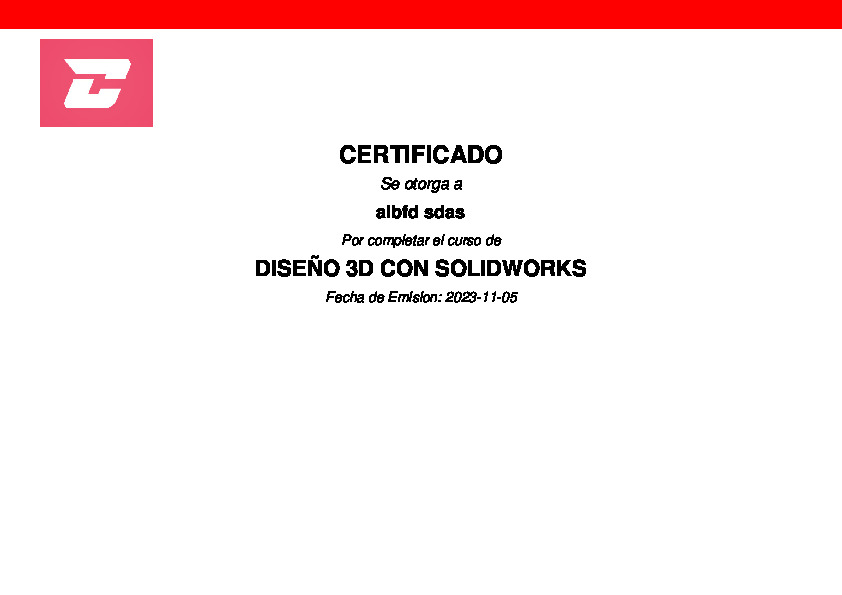 CERTIFICADO
Se otorga a
albfd sdas
Por completar el curso de
DISEÑO 3D CON SOLIDWORKS
Fecha de Emision: 2023-11-05